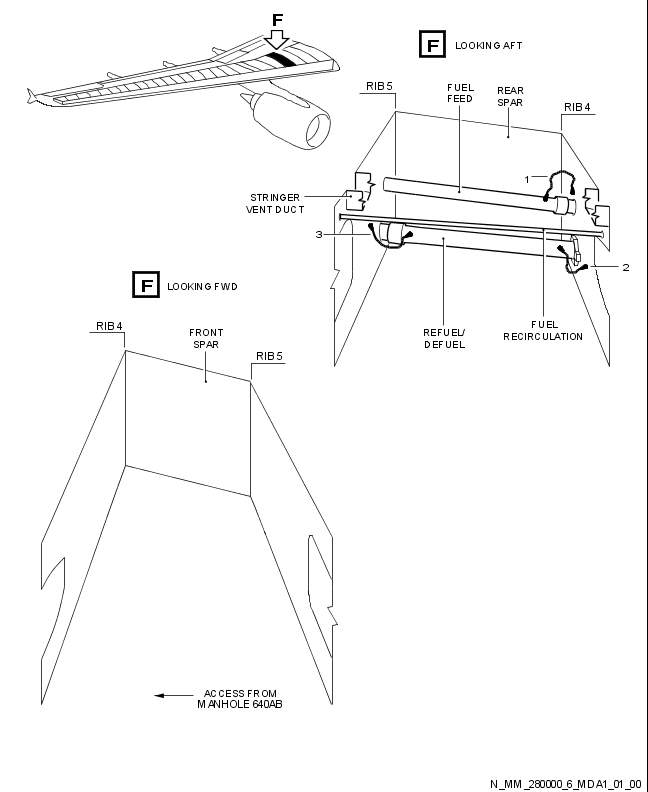 F
F LOOKING AFT
RIB 5
FUEL
FEED
REAR
SPAR
RIB 4
1
STRINGER
VENT DUCT
3
2
REFUEL/
DEFUEL
FUEL
RECIRCULATION
F LOOKING FWD
RIB 4
FRONT
SPAR
RIB 5
ACCESS FROM
MANHOLE 640AB
N_MM_280000_6_MDA1_01_00